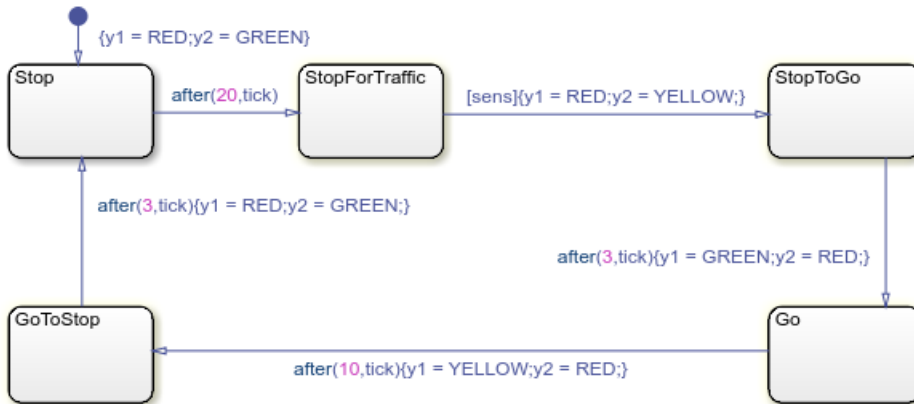 {y1 = RED;y2 = GREEN}
Stop
StopForTraffic
StopToGo
after(20,tick)
[sens]{y1 = RED;y2 = YELLOW;}
after(3,tick){y1 = RED;y2 = GREEN;}
after(3,tick){y1 = GREEN;y2 = RED;}
GoToStop
Go
after(10,tick){y1 = YELLOW;y2 = RED;}